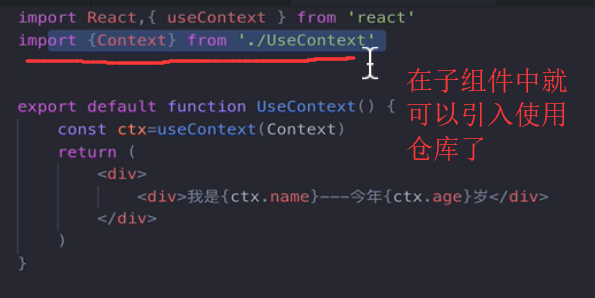 import React,{ useContext } from 'react'
import {Context} from './UseContext'
在子组件中就
可以引入使用
仓库了
export default function UseContext() {
const ctx=useContext(Context)
return (
<div>
<div>我是{ctx.name}---今年{ctx.age}岁</div>
</div>
)
}